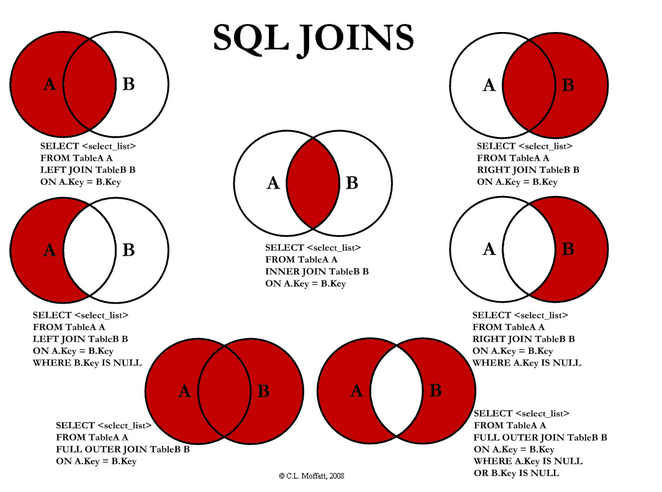 SQL JOINS
A B
SELECT <select_list>
FROM TableA A
LEFT JOIN TableB B
ON A.Key = B.Key
A B
SELECT <select_list>
FROM TableA A
RIGHT JOIN TableB B
ON A.Key = B.Key
A B
SELECT <select_list>
FROM TableA A
INNER JOIN TableB B
ON A.Key = B.Key
A B
SELECT <select_list>
FROM TableA A
LEFT JOIN TableB B
ON A.Key = B.Key
WHERE B.Key IS NULL
A B
SELECT <select_list>
FROM TableA A
RIGHT JOIN TableB B
ON A.Key = B.Key
WHERE A.Key IS NULL
A B
SELECT <select_list>
FROM TableA A
FULL OUTER JOIN TableB B
ON A.Key = B.Key
A B
SELECT <select_list>
FROM TableA A
FULL OUTER JOIN TableB B
ON A.Key = B.Key
WHERE A.Key IS NULL
OR B.Key IS NULL
© C.L. Moffatt, 2008